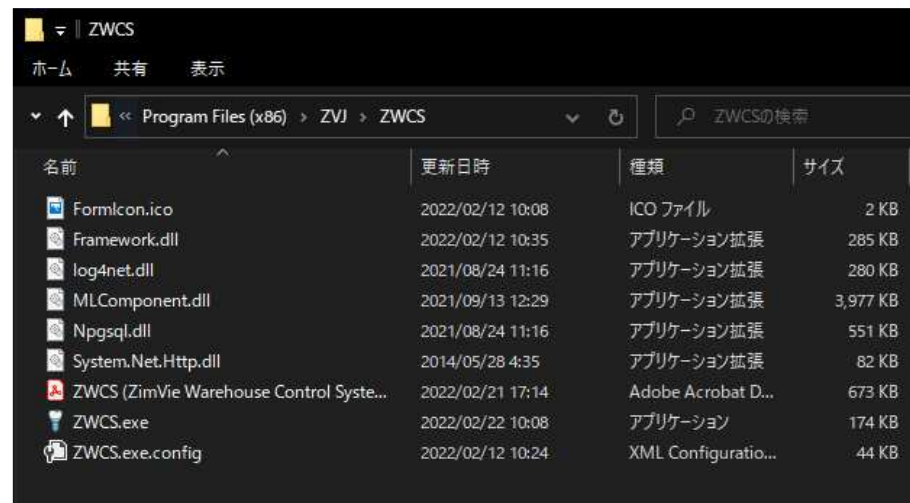 ZWCS
ホーム 共有 表示
« Program Files (x86) > ZVJ > ZWCS ZWCSの検索
名前 更新日時 種類 サイズ
FormIcon.ico 2022/02/12 10:08 ICO ファイル 2 KB
Framework.dll 2022/02/12 10:35 アプリケーション拡張 285 KB
log4net.dll 2021/08/24 11:16 アプリケーション拡張 280 KB
MLComponent.dll 2021/09/13 12:29 アプリケーション拡張 3,977 KB
Npgsql.dll 2021/08/24 11:16 アプリケーション拡張 551 KB
System.Net.Http.dll 2014/05/28 4:35 アプリケーション拡張 82 KB
ZWCS (ZimVie Warehouse Control Syste... 2022/02/21 17:14 Adobe Acrobat D... 673 KB
ZWCS.exe 2022/02/22 10:08 アプリケーション 174 KB
ZWCS.exe.config 2022/02/12 10:24 XML Configuratio... 44 KB